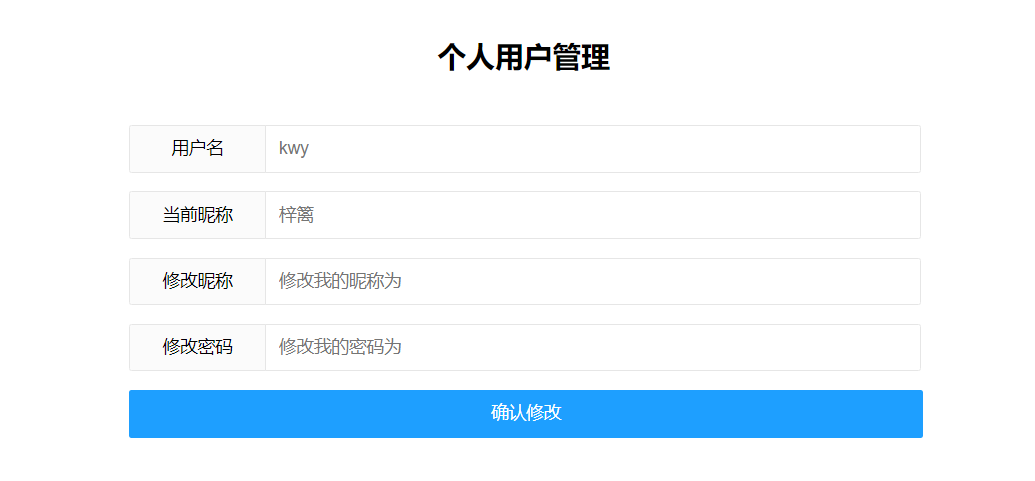 个人用户管理
用户名 kwy
当前昵称 梓篱
修改昵称 修改我的昵称为
修改密码 修改我的密码为
确认修改